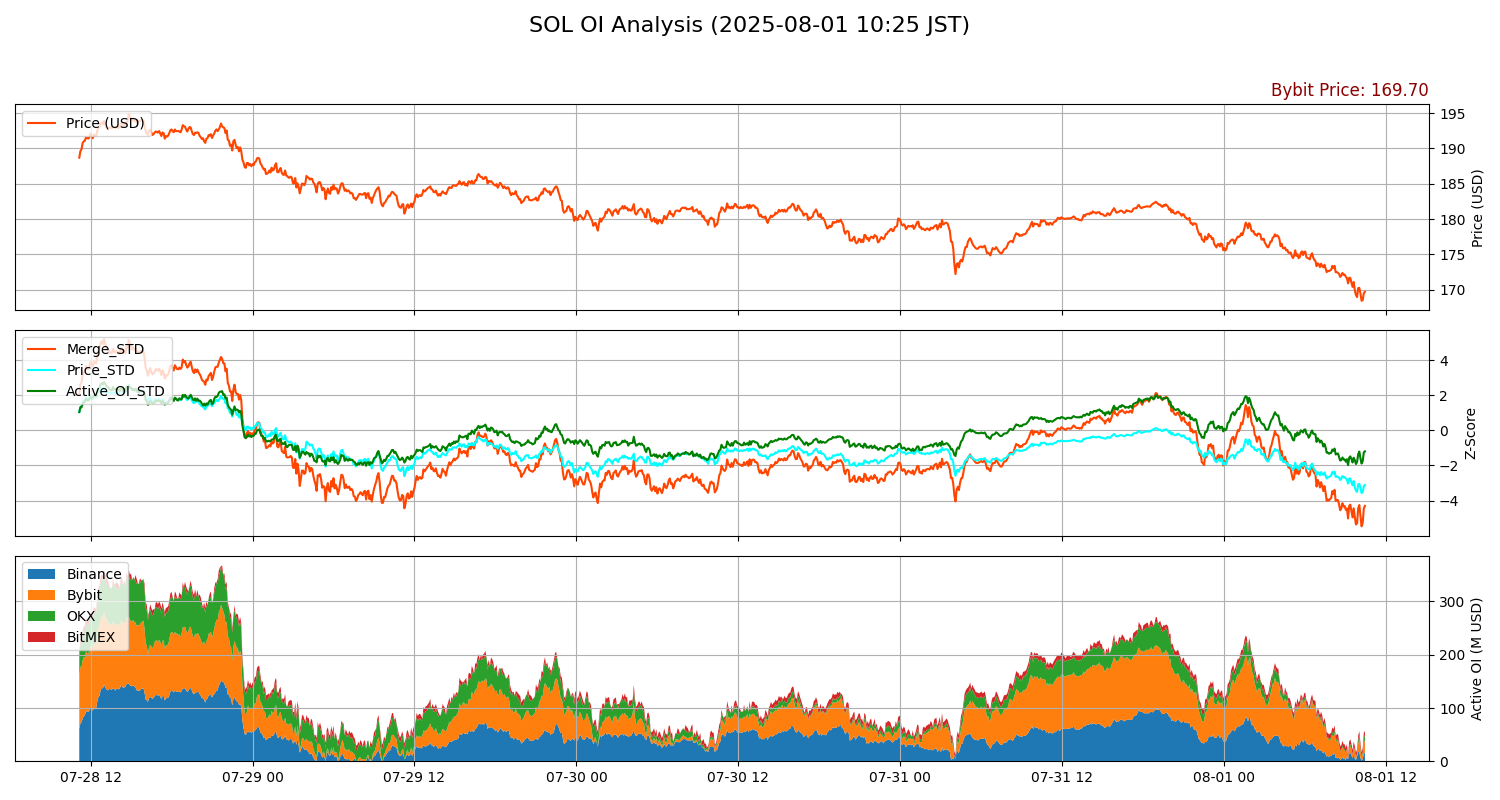 SOL OI Analysis (2025-08-01 10:25 JST)
Bybit Price: 169.70
Price (USD)
195
190
185
180
175
170
Price (USD)
Merge_STD
Price_STD
Active_OI_STD
4
2
0
−2
−4
Z-Score
Binance
Bybit
OKX
BitMEX
300
200
100
0
Active OI (M USD)
07-28 12
07-29 00
07-29 12
07-30 00
07-30 12
07-31 00
07-31 12
08-01 00
08-01 12